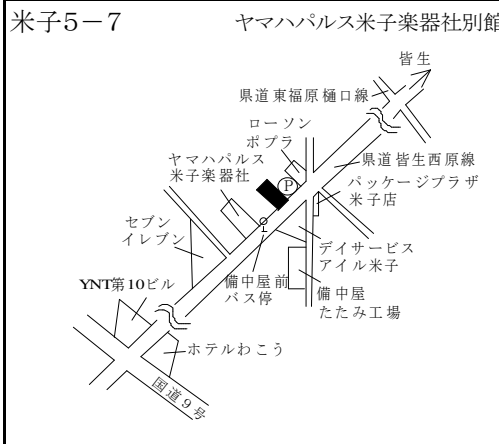 米子5－7
ヤマハパルス米子楽器社別館
皆生
県道東福原樋口線
ローソン
ポプラ
ヤマハパルス
米子楽器社
P
県道皆生西原線
パッケージプラザ
米子店
セブン
イレブン
デイサービス
アイル米子
備中屋前
バス停
備中屋
たたみ工場
YNT第10ビル
ホテルわこう
国道9号